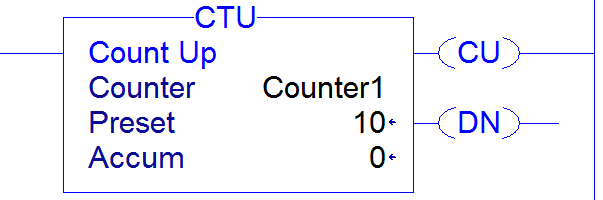 CTU
Count Up
CU
Counter Counter1
Preset 10
DN
Accum 0